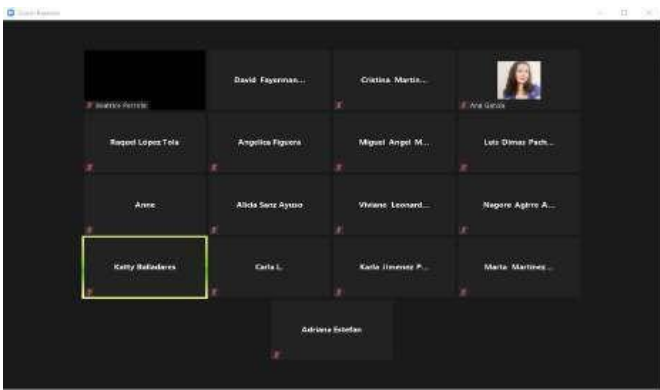 Zoom Reunión
Beatriz Perrote
David Fayerman...
Cristina Martin...
Ana García
Raquel López Tola
Angelica Figuera
Miguel Angel M...
Luis Dimas Pach...
Anne
Alicia Sanz Ayuso
Viviane Leonard...
Nagore Agirre A...
Katty Balladares
Carla L.
Karla Jimenez P...
Marta Martinez...
Adriana Estefan